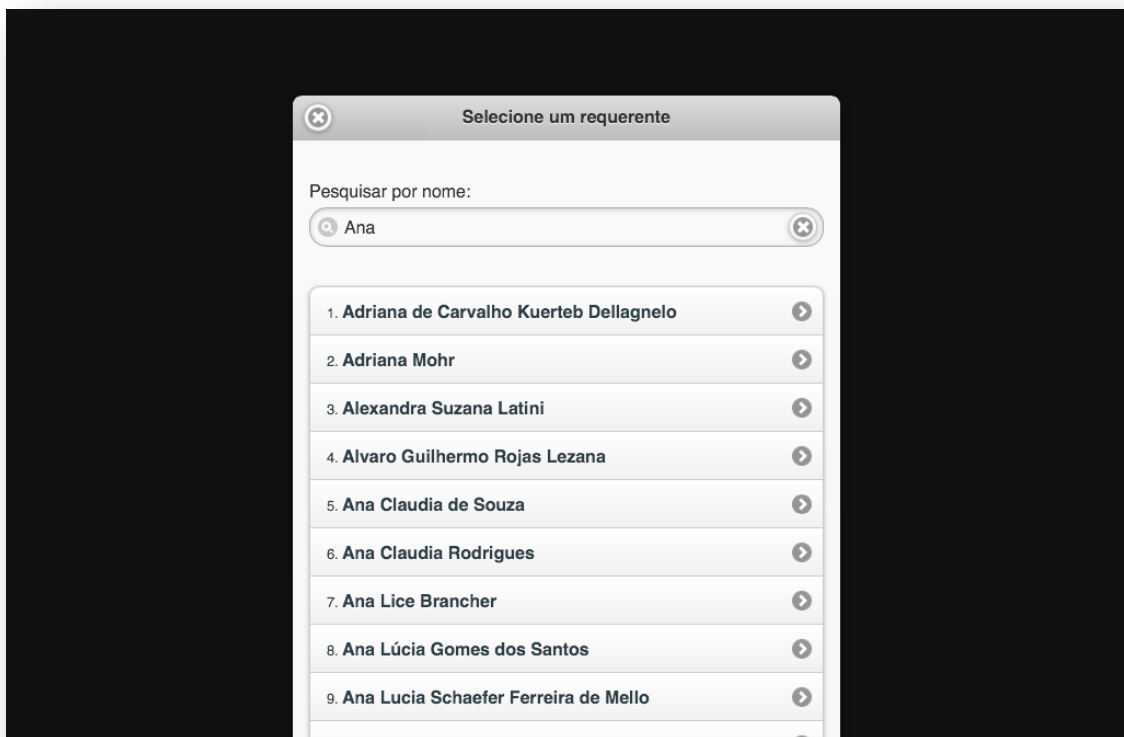 Selecione um requerente
Pesquisar por nome:
Ana
1. Adriana de Carvalho Kuerteb Dellagnelo
2. Adriana Mohr
3. Alexandra Suzana Latini
4. Alvaro Guilhermo Rojas Lezana
5. Ana Claudia de Souza
6. Ana Claudia Rodrigues
7. Ana Lice Brancher
8. Ana Lúcia Gomes dos Santos
9. Ana Lucia Schaefer Ferreira de Mello